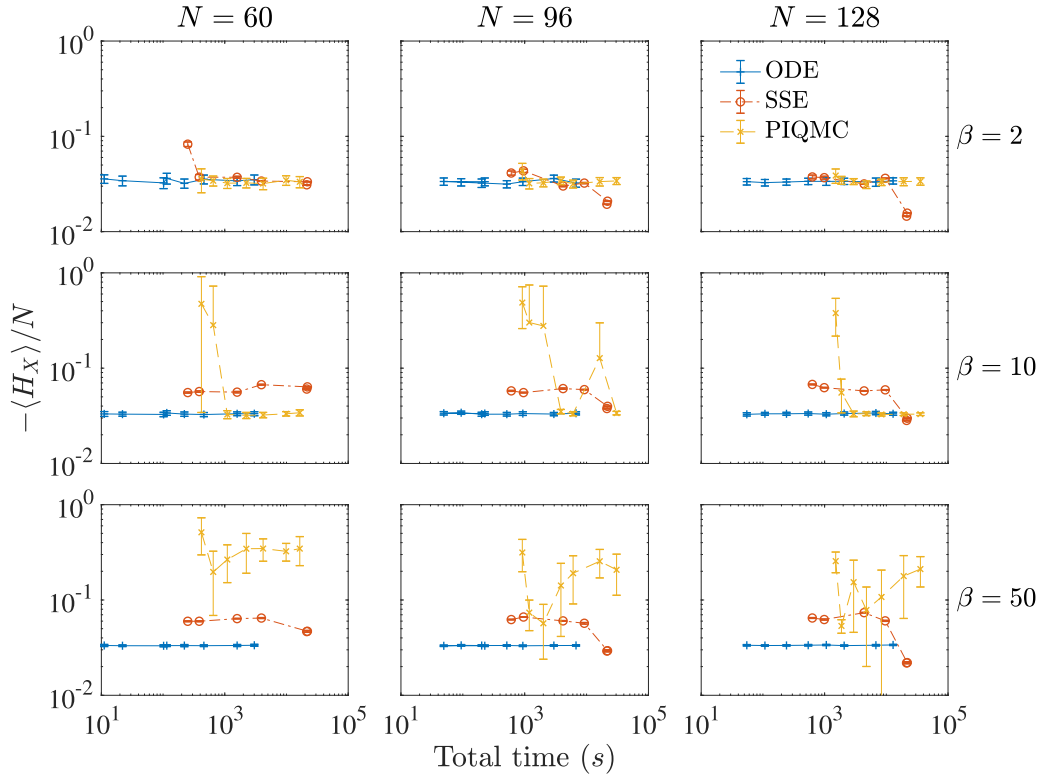 N = 60 N = 96 N = 128
10^0
10^-1
10^-2
ODE
SSE
PIQMC
β = 2
10^0
10^-1
10^-2
β = 10
−⟨H_X⟩/N
10^0
10^-1
10^-2
β = 50
10^1 10^3 10^5 10^1 10^3 10^5 10^1 10^3 10^5
Total time (s)